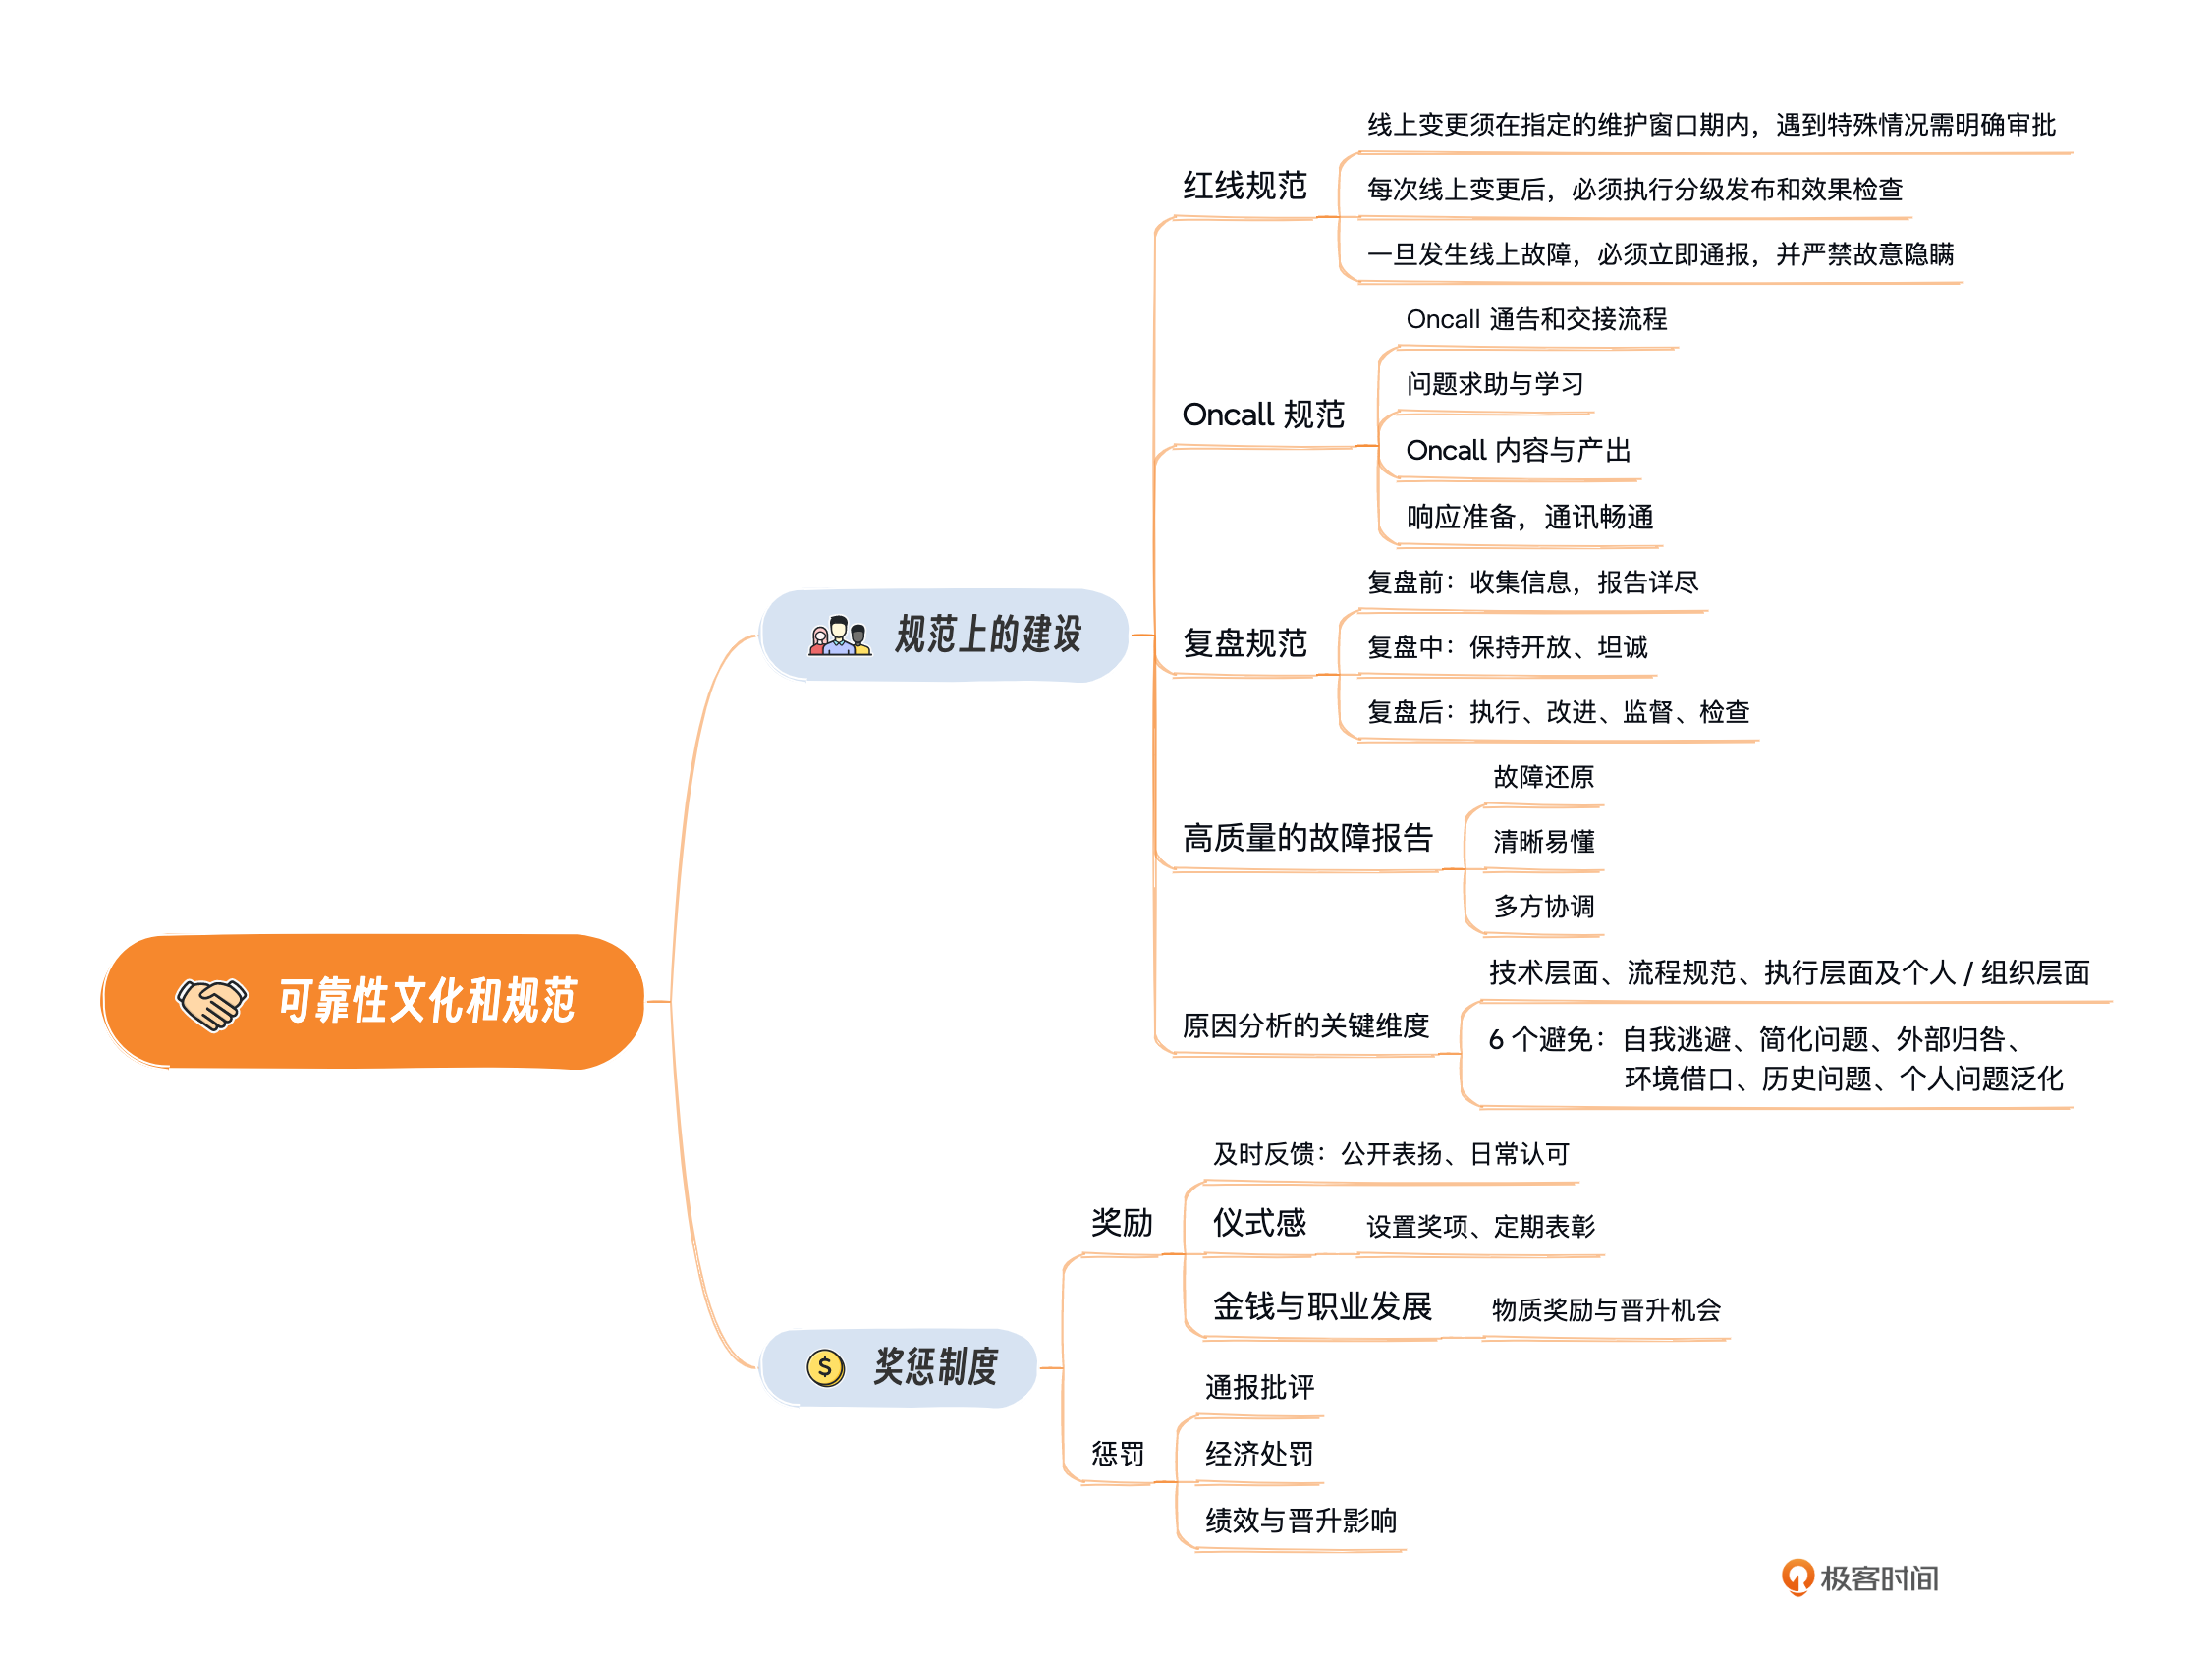 可靠性文化和规范
规范上的建设
红线规范
线上变更须在指定的维护窗口期内，遇到特殊情况需明确审批
每次线上变更后，必须执行分级发布和效果检查
一旦发生线上故障，必须立即通报，并严禁故意隐瞒
Oncall 规范
Oncall 通告和交接流程
问题求助与学习
Oncall 内容与产出
响应准备，通讯畅通
复盘规范
复盘前：收集信息，报告详尽
复盘中：保持开放、坦诚
复盘后：执行、改进、监督、检查
高质量的故障报告
故障还原
清晰易懂
多方协调
原因分析的关键维度
技术层面、流程规范、执行层面及个人 / 组织层面
6 个避免：自我逃避、简化问题、外部归咎、
环境借口、历史问题、个人问题泛化
奖惩制度
奖励
及时反馈：公开表扬、日常认可
仪式感
设置奖项、定期表彰
金钱与职业发展
物质奖励与晋升机会
惩罚
通报批评
经济处罚
绩效与晋升影响
极客时间